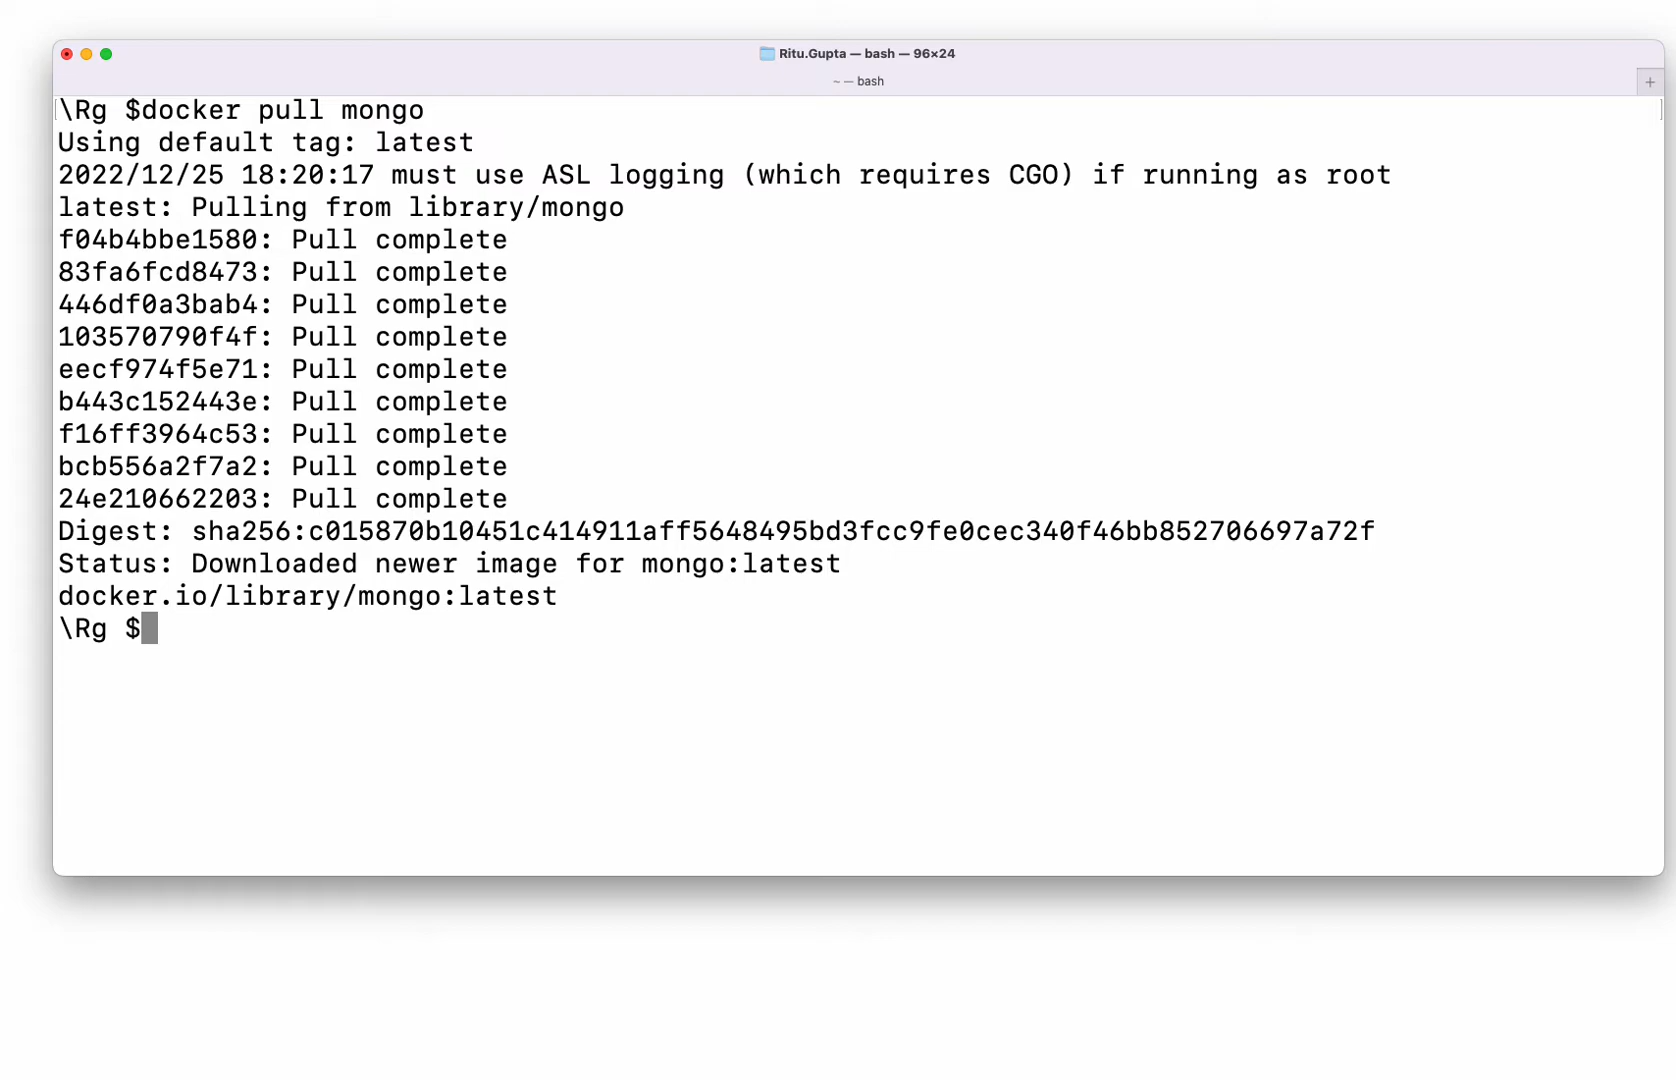 Ritu.Gupta — bash — 96×24
~ — bash
+
\Rg $docker pull mongo
Using default tag: latest
2022/12/25 18:20:17 must use ASL logging (which requires CGO) if running as root
latest: Pulling from library/mongo
f04b4bbe1580: Pull complete
83fa6fcd8473: Pull complete
446df0a3bab4: Pull complete
103570790f4f: Pull complete
eecf974f5e71: Pull complete
b443c152443e: Pull complete
f16ff3964c53: Pull complete
bcb556a2f7a2: Pull complete
24e210662203: Pull complete
Digest: sha256:c015870b10451c414911aff5648495bd3fcc9fe0cec340f46bb852706697a72f
Status: Downloaded newer image for mongo:latest
docker.io/library/mongo:latest
\Rg $